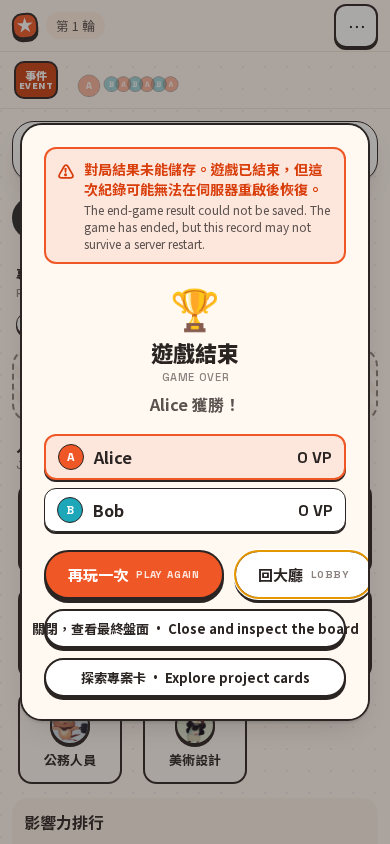 第 1 輪
...
事件
EVENT
A B B A B B A
對局結果未能儲存。遊戲已結束，但這
次紀錄可能無法在伺服器重啟後恢復。
The end-game result could not be saved. The
game has ended, but this record may not
survive a server restart.
遊戲結束
GAME OVER
Alice 獲勝！
A Alice 0 VP
B Bob 0 VP
再玩一次 PLAY AGAIN
回大廳 LOBBY
關閉，查看最終盤面 • Close and inspect the board
探索專案卡 • Explore project cards
公務人員
美術設計
影響力排行